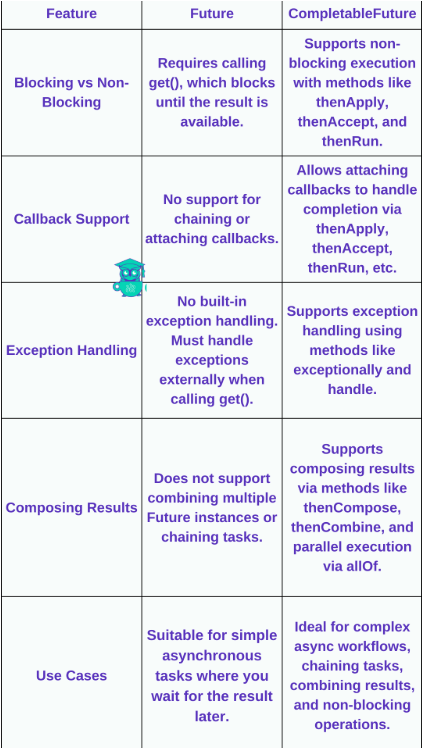 Feature
Future
CompletableFuture
Blocking vs Non-
Blocking
Requires calling
get(), which blocks
until the result is
available.
Supports non-
blocking execution
with methods like
thenApply,
thenAccept, and
thenRun.
Callback Support
No support for
chaining or
attaching callbacks.
Allows attaching
callbacks to handle
completion via
thenApply,
thenAccept,
thenRun, etc.
Exception Handling
No built-in
exception handling.
Must handle
exceptions
externally when
calling get().
Supports exception
handling using
methods like
exceptionally and
handle.
Composing Results
Does not support
combining multiple
Future instances or
chaining tasks.
Supports
composing results
via methods like
thenCompose,
thenCombine, and
parallel execution
via allOf.
Use Cases
Suitable for simple
asynchronous
tasks where you
wait for the result
later.
Ideal for complex
async workflows,
chaining tasks,
combining results,
and non-blocking
operations.